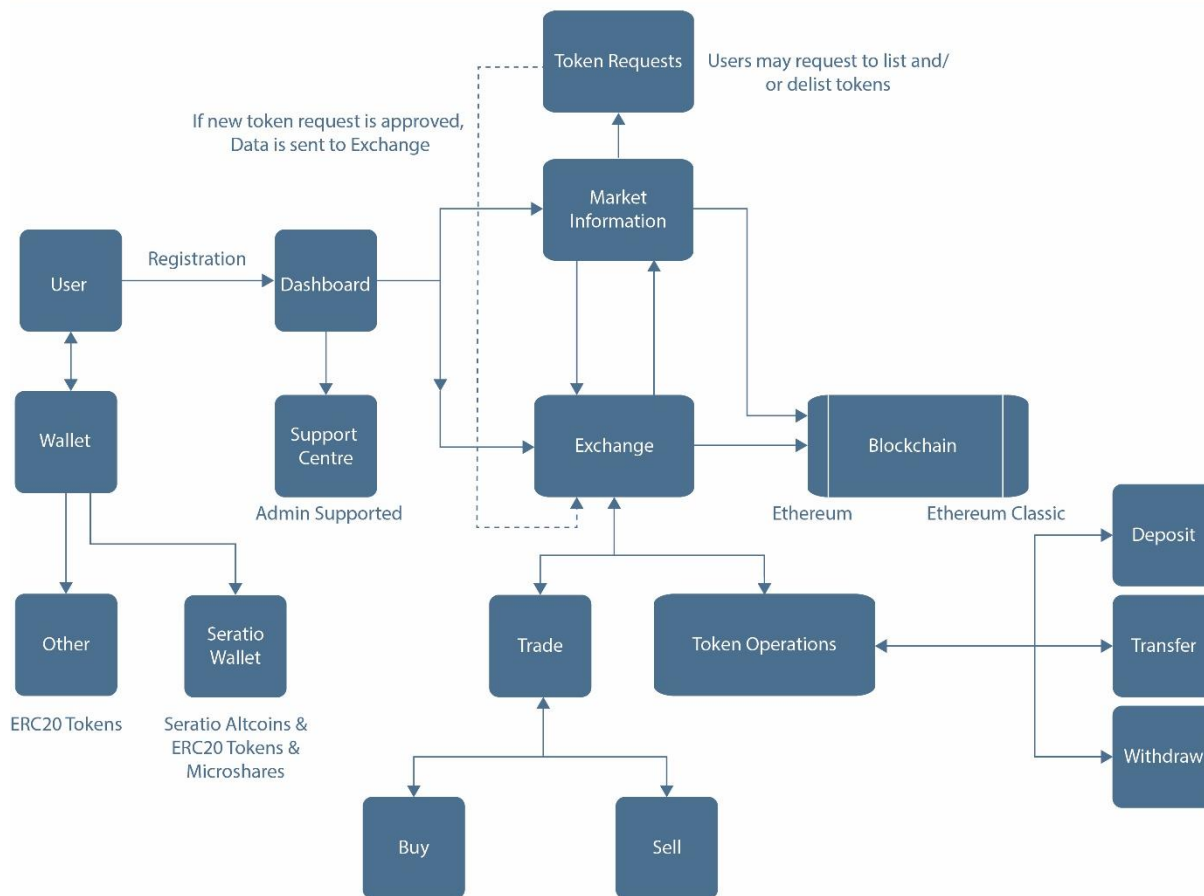 Token Requests
Users may request to list and/
or delist tokens
If new token request is approved,
Data is sent to Exchange
Market
Information
User
Registration
Dashboard
Wallet
Support
Centre
Admin Supported
Exchange
Blockchain
Ethereum
Ethereum Classic
Deposit
Other
Seratio
Wallet
Trade
Token Operations
Transfer
ERC20 Tokens
Seratio Altcoins &
ERC20 Tokens &
Microshares
Withdraw
Buy
Sell